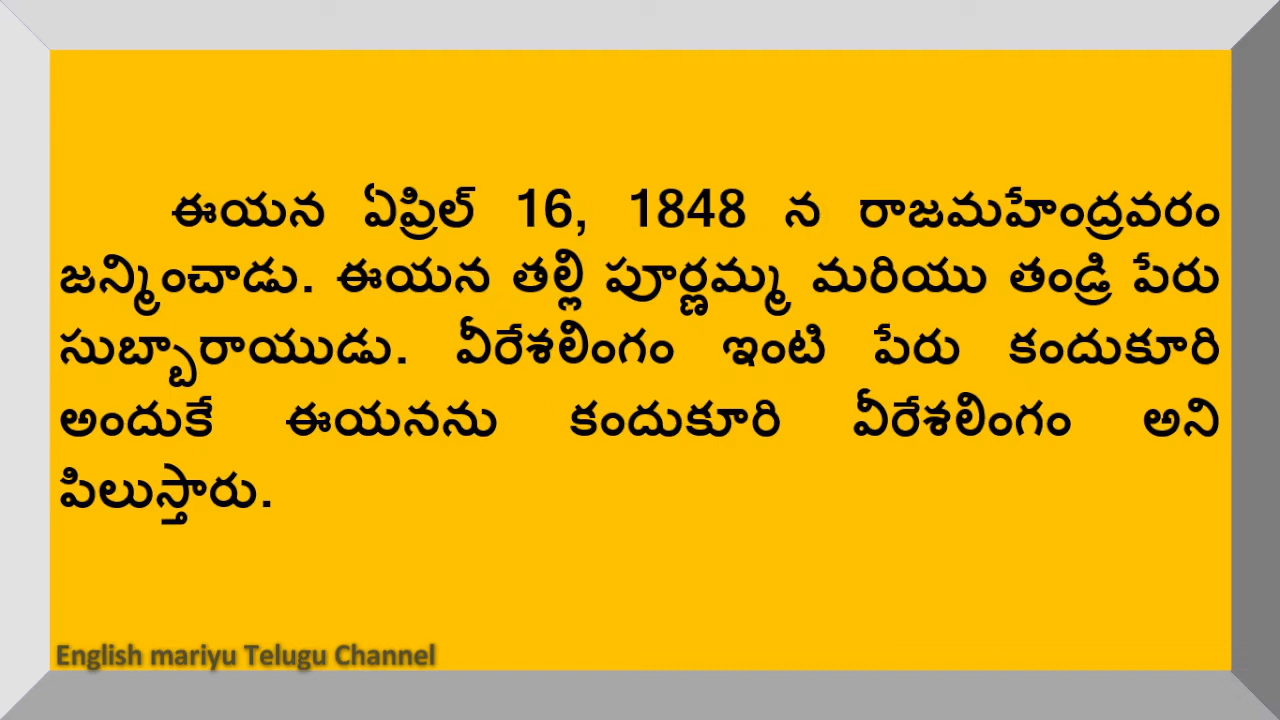 ఈయన ఏప్రిల్ 16, 1848 న రాజమహేంద్రవరం
జన్మించాడు. ఈయన తల్లి పూర్ణమ్మ మరియు తండ్రి పేరు
సుబ్బారాయుడు. వీరేశలింగం ఇంటి పేరు కందుకూరి
అందుకే ఈయనను కందుకూరి వీరేశలింగం అని
పిలుస్తారు.
English mariyu Telugu Channel